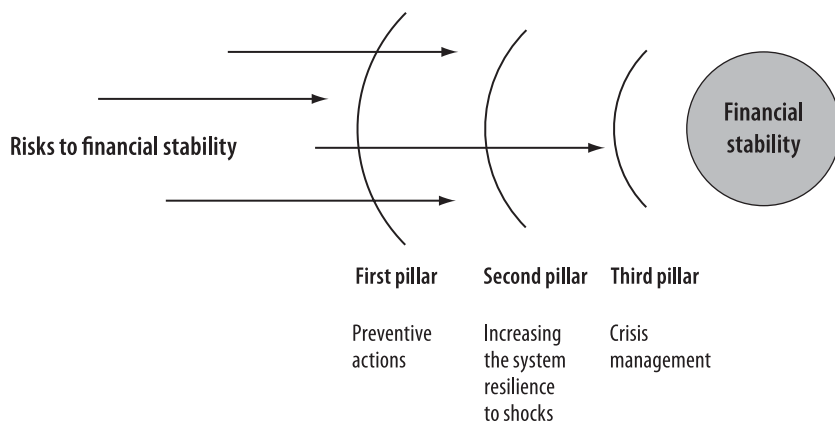 Risks to financial stability
Financial
stability
First pillar
Preventive
actions
Second pillar
Increasing
the system
resilience
to shocks
Third pillar
Crisis
management